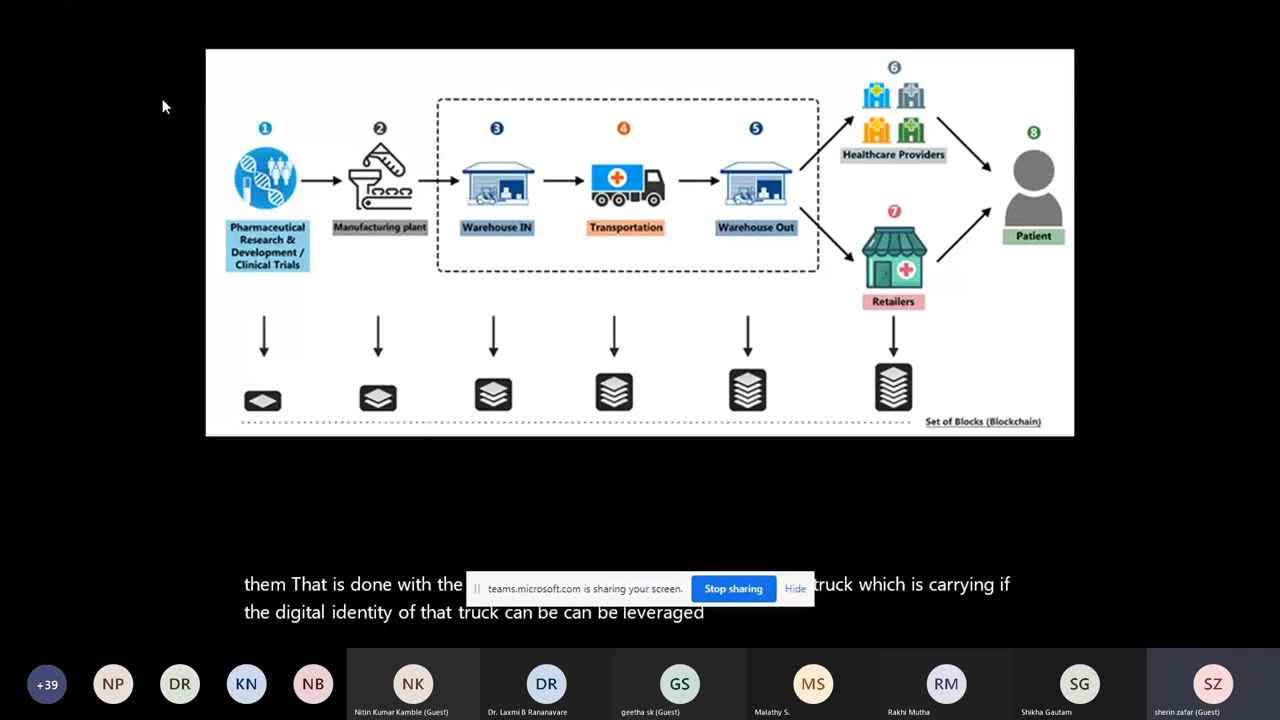 6
1
2
3
4
5
8
Healthcare Providers
7
Pharmaceutical
Research &
Development /
Clinical Trials
Manufacturing plant
Warehouse IN
Transportation
Warehouse Out
Patient
Retailers
Set of Blocks (Blockchain)
them That is done with the
truck which is carrying if
teams.microsoft.com is sharing your screen.
Stop sharing
Hide
the digital identity of that truck can be can be leveraged
+39
NP
DR
KN
NB
NK
DR
GS
MS
RM
SG
SZ
Nitin Kumar Kamble (Guest)
Dr. Laxmi B Rananavare
geetha sk (Guest)
Malathy S.
Rakhi Mutha
Shikha Gautam
sherin zafar (Guest)